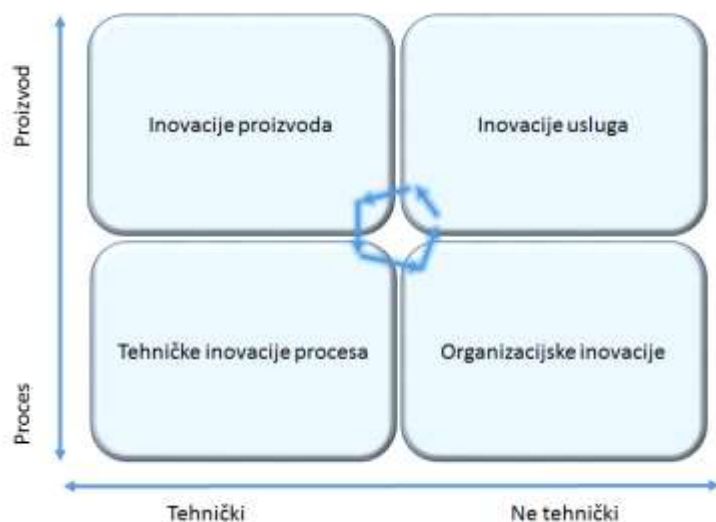 Proizvod
Inovacije proizvoda
Inovacije usluga
Proces
Tehničke inovacije procesa
Organizacijske inovacije
Tehnički
Ne tehnički